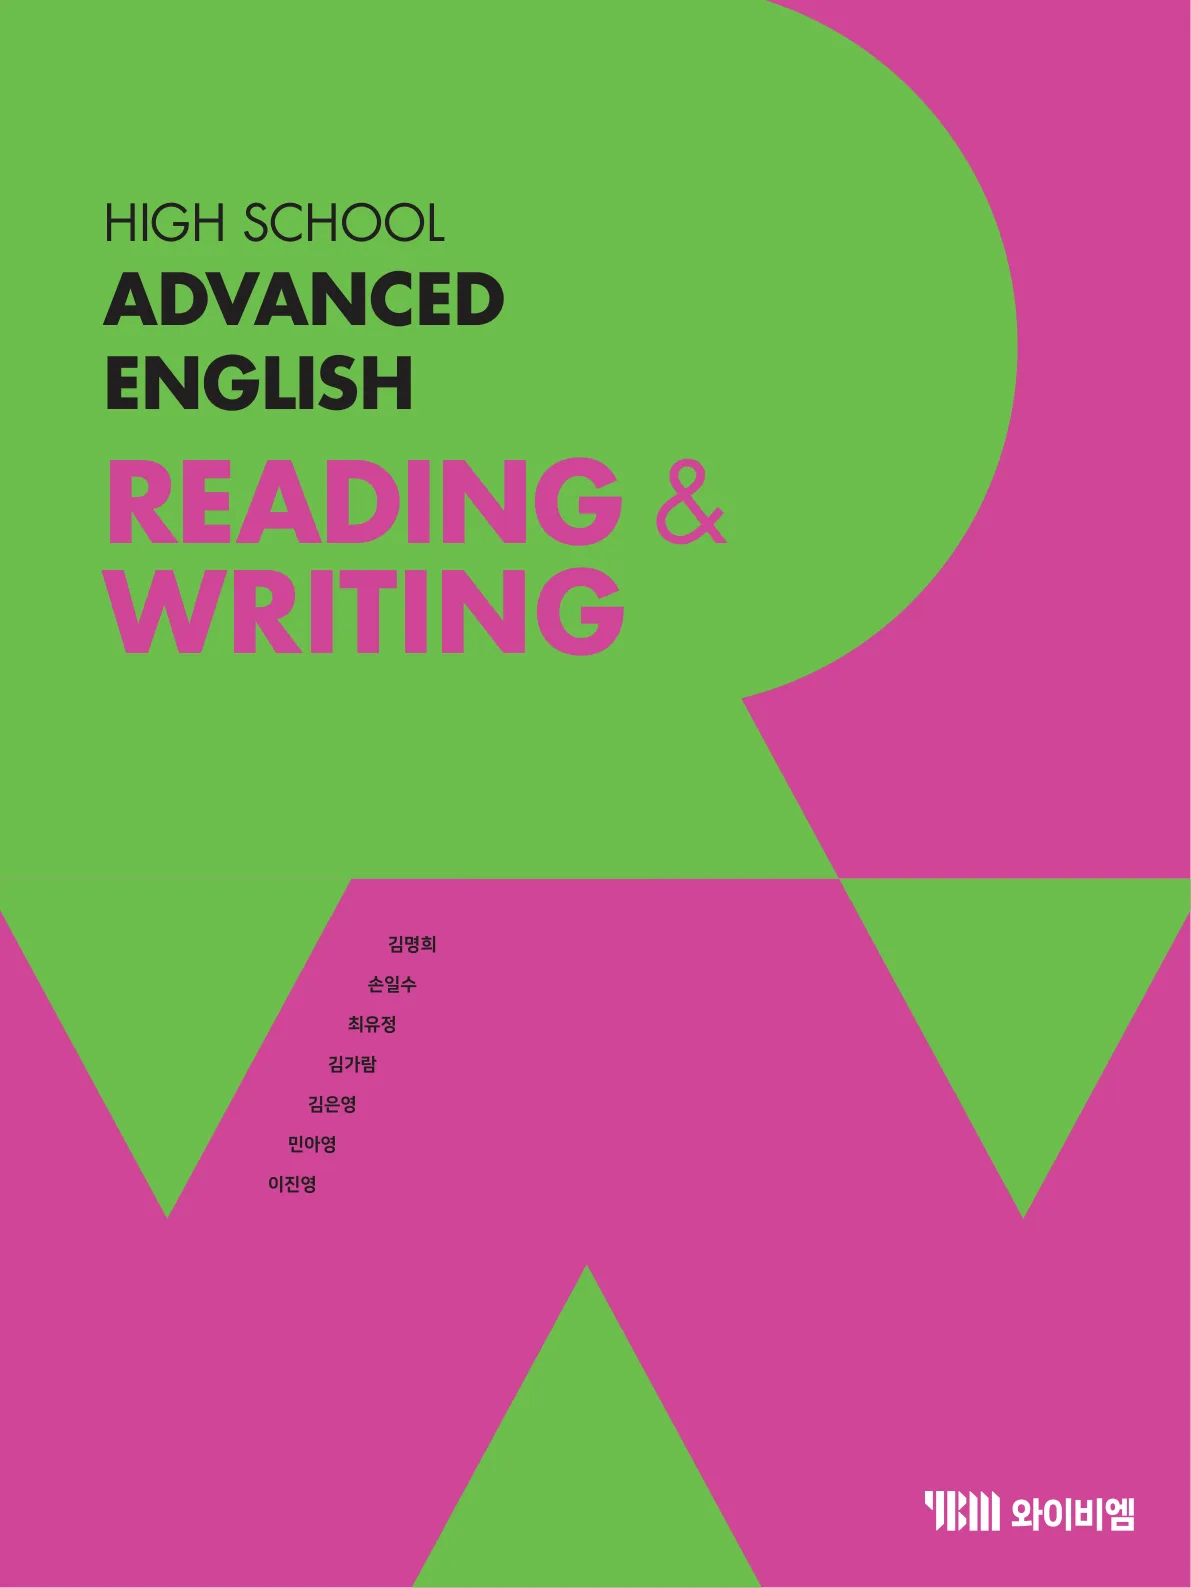 HIGH SCHOOL
ADVANCED
ENGLISH
READING &
WRITING
김명희
손일수
최유정
김가람
김은영
민아영
이진영
YBM 와이비엠